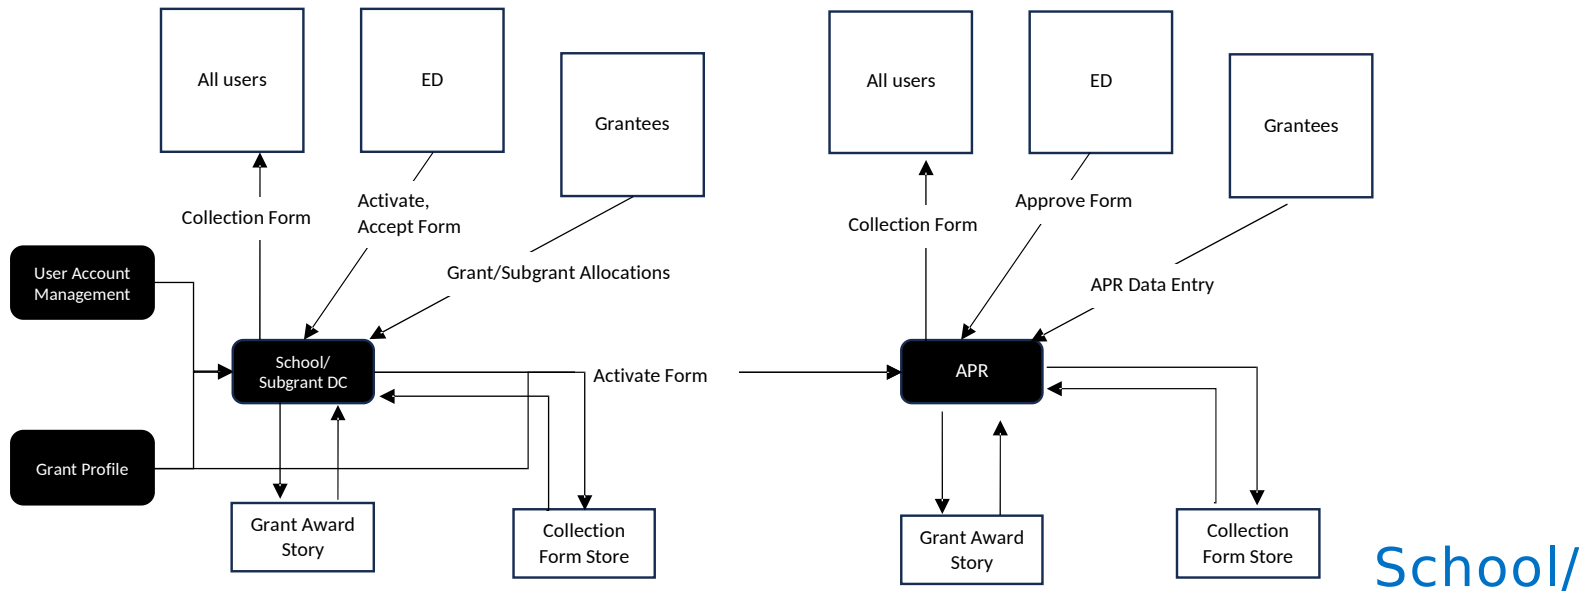 All users
ED
Grantees
All users
ED
Grantees
Collection Form
Activate,
Accept Form
Grant/Subgrant Allocations
Collection Form
Approve Form
APR Data Entry
User Account
Management
School/
Subgrant DC
Activate Form
APR
Grant Profile
Grant Award
Story
Collection
Form Store
Grant Award
Story
Collection
Form Store
School/